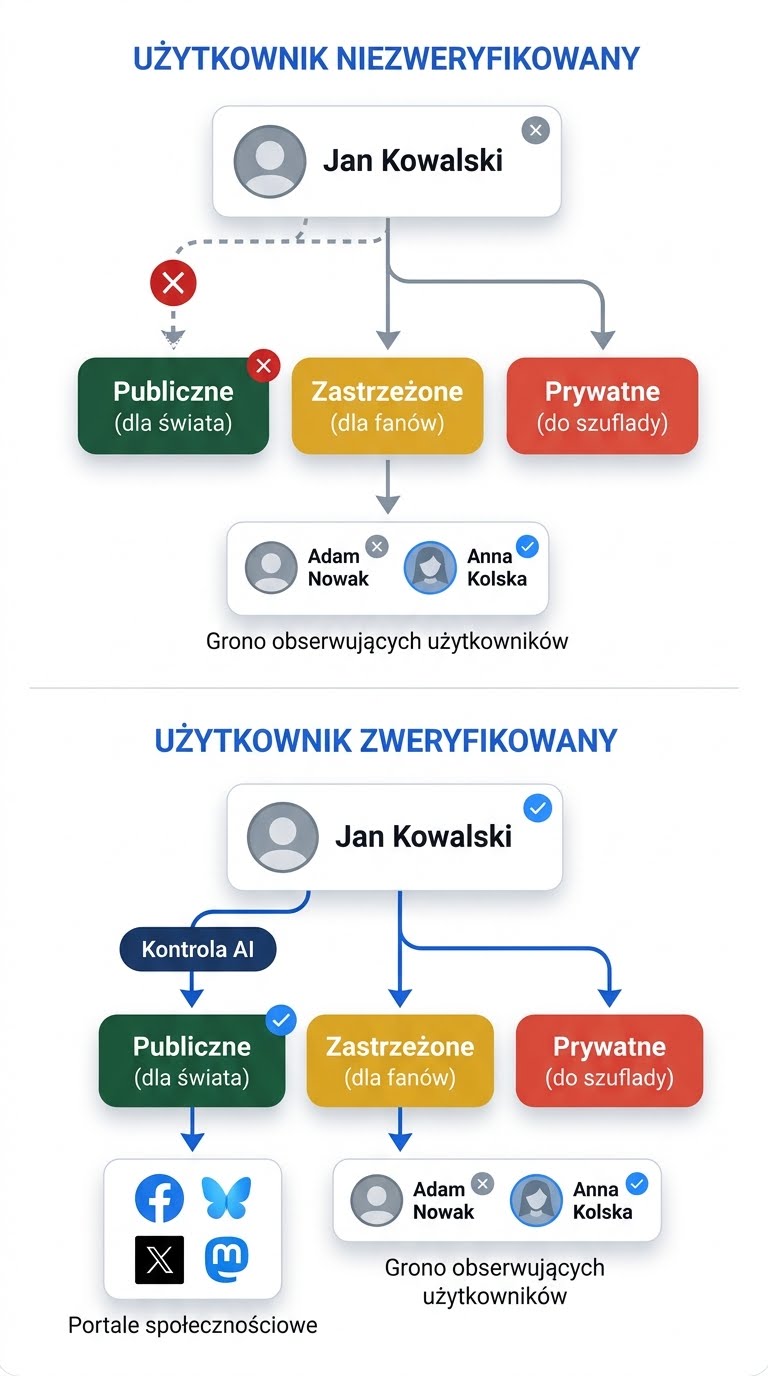 UŻYTKOWNIK NIEZWERYFIKOWANY
Jan Kowalski
Publiczne
(dla świata)
Zastrzeżone
(dla fanów)
Prywatne
(do szuflady)
Adam
Nowak
Anna
Kolska
Grono obserwujących użytkowników
UŻYTKOWNIK ZWERYFIKOWANY
Jan Kowalski
Kontrola AI
Publiczne
(dla świata)
Zastrzeżone
(dla fanów)
Prywatne
(do szuflady)
Adam
Nowak
Anna
Kolska
Grono obserwujących
użytkowników
Portale społecznościowe